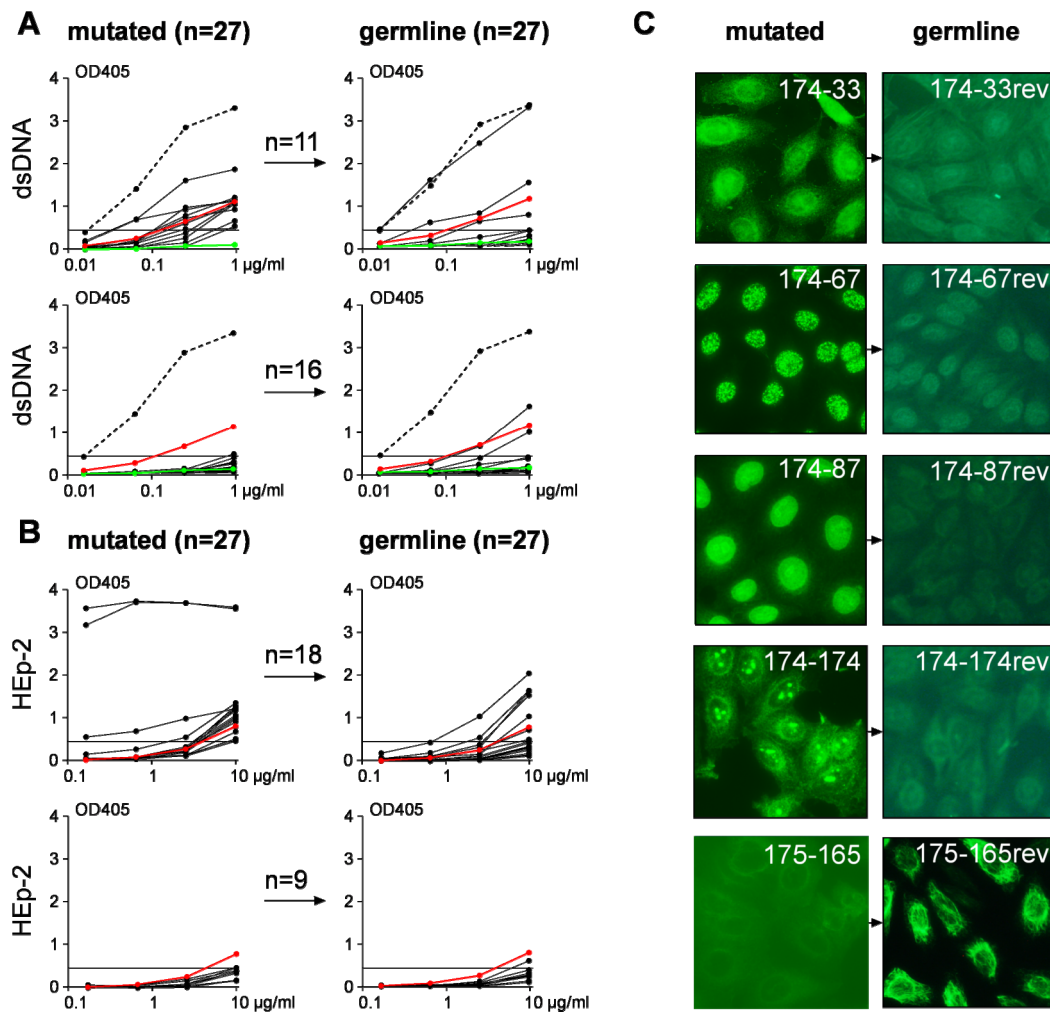 A
mutated (n=27)
germline (n=27)
dsDNA
OD405
4
3
2
1
0
0.01
0.1
1
µg/ml
n=11
OD405
4
3
2
1
0
0.01
0.1
1
µg/ml
dsDNA
OD405
4
3
2
1
0
0.01
0.1
1
µg/ml
n=16
OD405
4
3
2
1
0
0.01
0.1
1
µg/ml
B
mutated (n=27)
germline (n=27)
HEp-2
OD405
4
3
2
1
0
0.1
1
10
µg/ml
n=18
OD405
4
3
2
1
0
0.1
1
10
µg/ml
HEp-2
OD405
4
3
2
1
0
0.1
1
10
µg/ml
n=9
OD405
4
3
2
1
0
0.1
1
10
µg/ml
C
mutated
germline
174-33
174-33rev
174-67
174-67rev
174-87
174-87rev
174-174
174-174rev
175-165
175-165rev